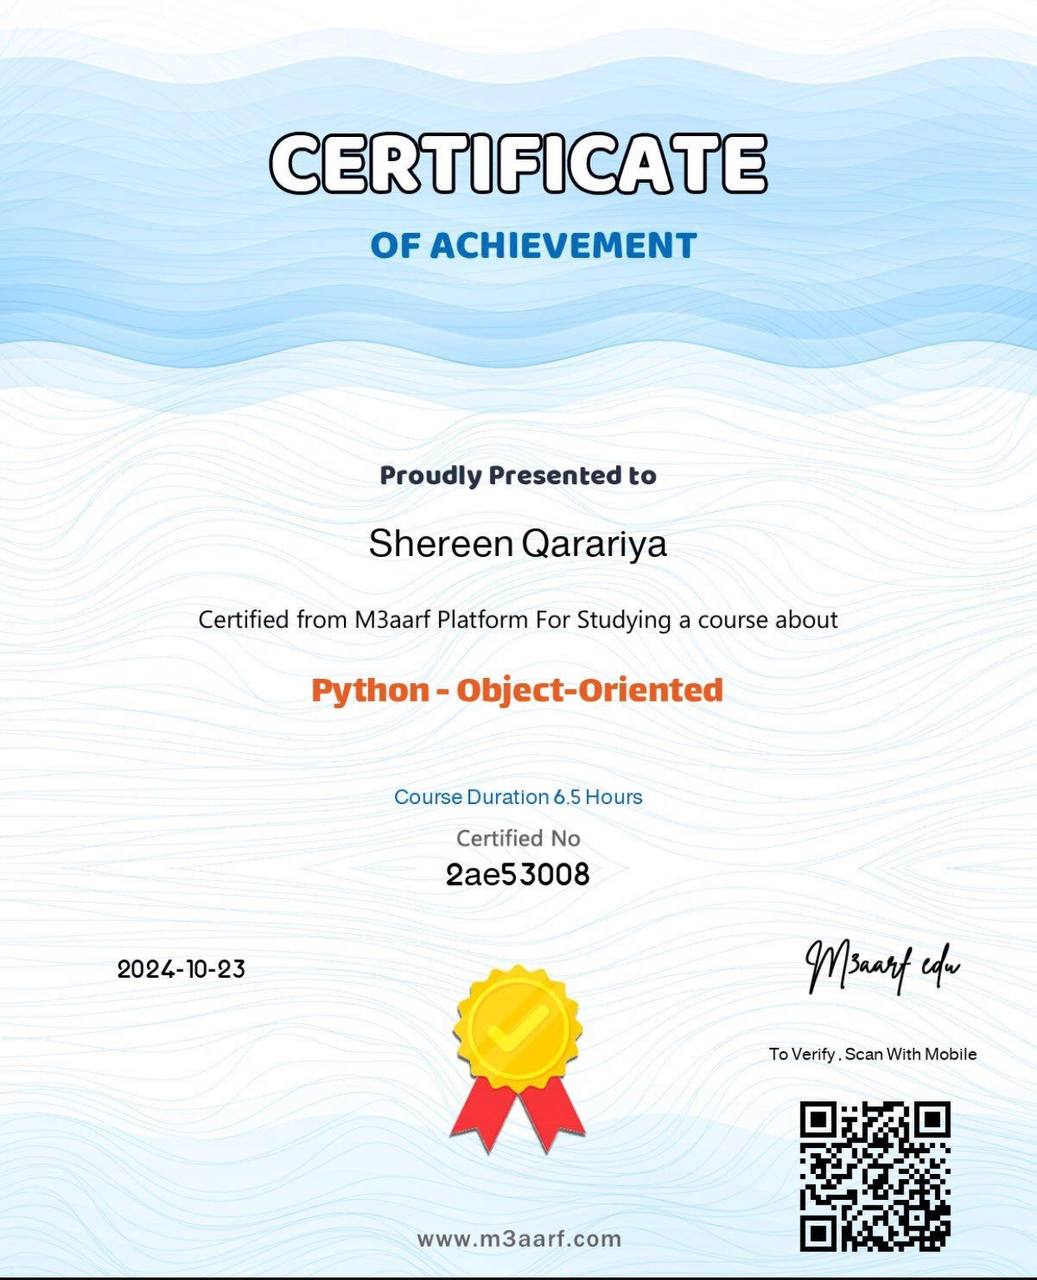 CERTIFICATE
OF ACHIEVEMENT
Proudly Presented to
Shereen Qarariya
Certified from M3aarf Platform For Studying a course about
Python - Object-Oriented
Course Duration 6.5 Hours
Certified No
2ae53008
2024-10-23
M3aarf edu
To Verify , Scan With Mobile
www.m3aarf.com